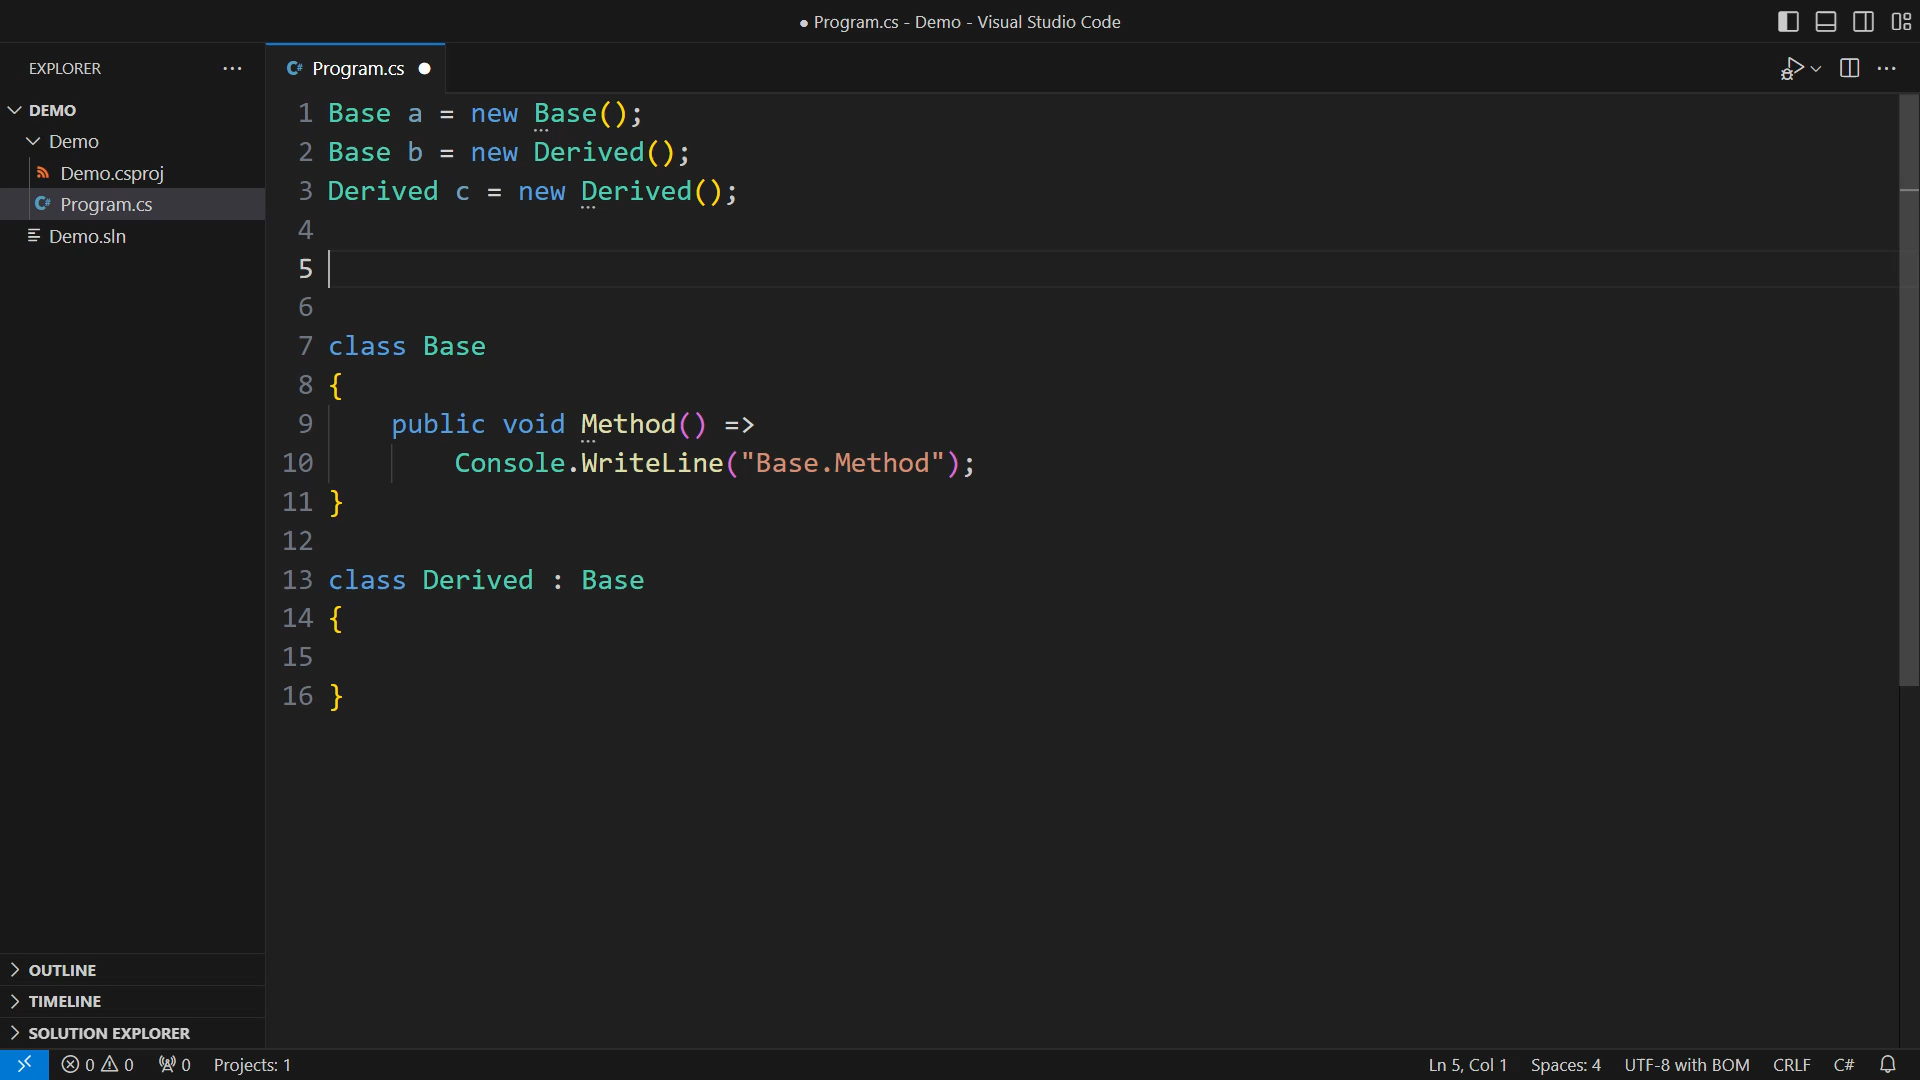 ● Program.cs - Demo - Visual Studio Code
EXPLORER
DEMO
Demo
Demo.csproj
C# Program.cs
Demo.sln
OUTLINE
TIMELINE
SOLUTION EXPLORER
C# Program.cs ●
1 Base a = new Base();
2 Base b = new Derived();
3 Derived c = new Derived();
4
5
6
7 class Base
8 {
9 public void Method() =>
10 Console.WriteLine("Base.Method");
11 }
12
13 class Derived : Base
14 {
15
16 }
0 0 0 Projects: 1 Ln 5, Col 1 Spaces: 4 UTF-8 with BOM CRLF C#